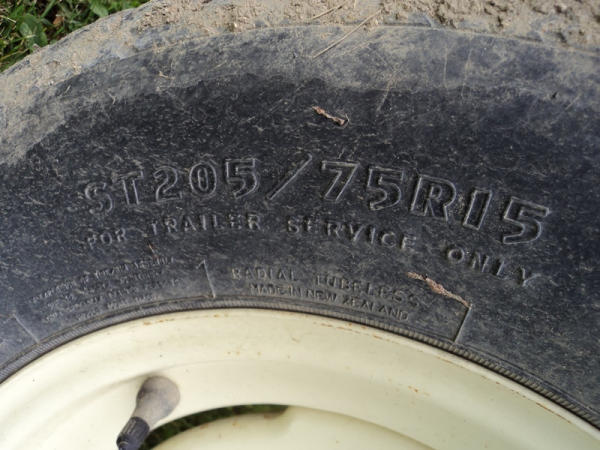 ST205/75R15
FOR TRAILER SERVICE ONLY
RADIAL TUBELESS
MADE IN NEW ZEALAND